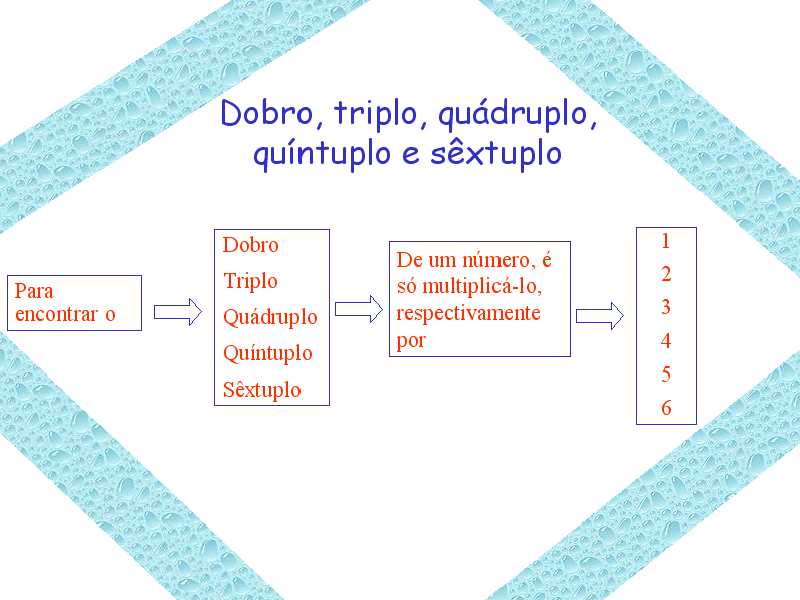 Dobro, triplo, quádruplo,
quíntuplo e sêxtuplo
Para
encontrar o
Dobro
Triplo
Quádruplo
Quíntuplo
Sêxtuplo
De um número, é
só multiplicá-lo,
respectivamente
por
1
2
3
4
5
6